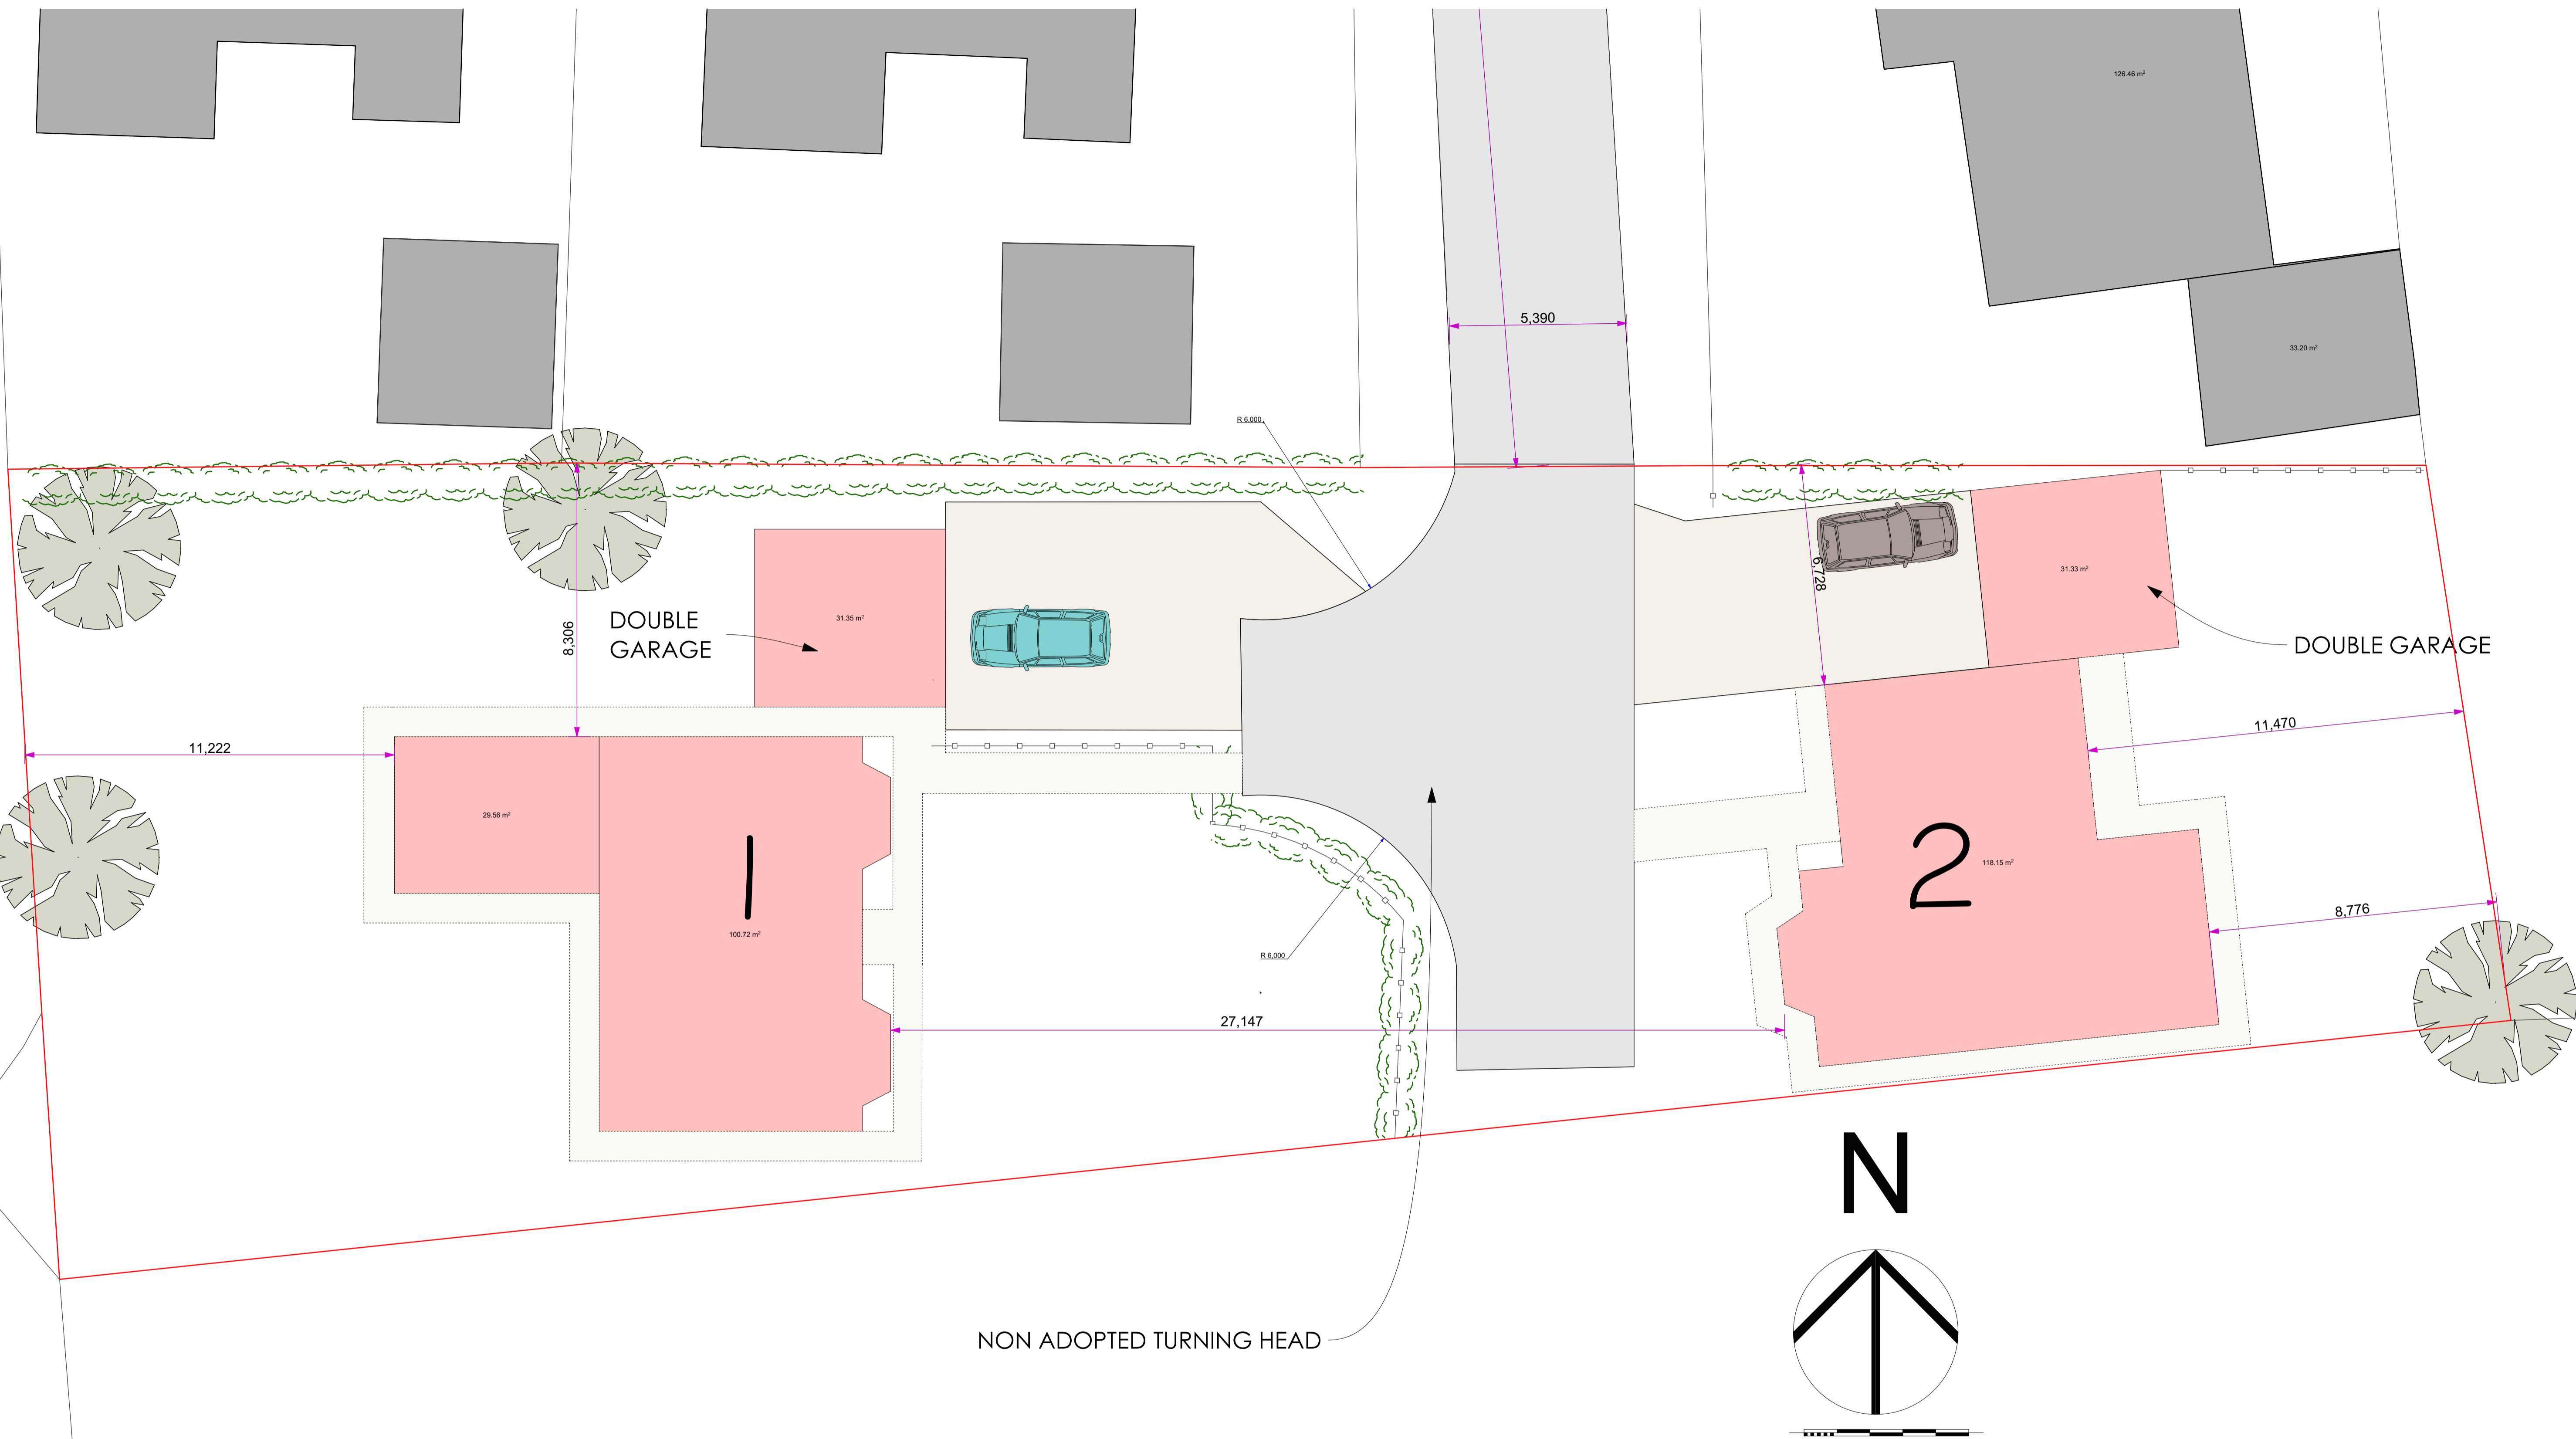 126.46 m²
5,390
33.20 m²
R 6,000
6,728
31.33 m²
31.35 m²
DOUBLE
GARAGE
8,306
DOUBLE GARAGE
11,470
11,222
29.56 m²
1
100.72 m²
2
118.15 m²
8,776
R 6,000
27,147
N
NON ADOPTED TURNING HEAD